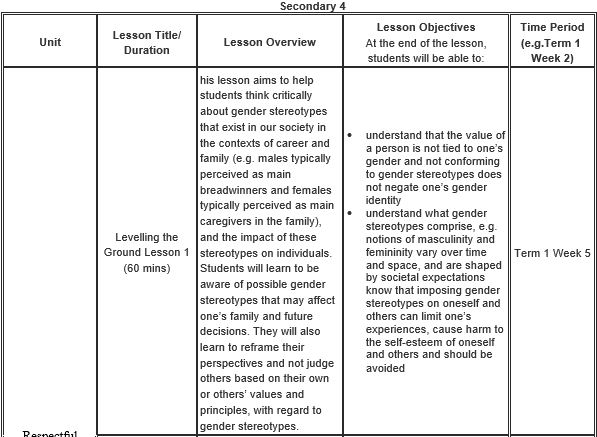 Secondary 4
Unit
Lesson Title/
Duration
Lesson Overview
Lesson Objectives
At the end of the lesson,
students will be able to:
Time Period
(e.g.Term 1
Week 2)
Respectful
Levelling the
Ground Lesson 1
(60 mins)
his lesson aims to help
students think critically
about gender stereotypes
that exist in our society in
the contexts of career and
family (e.g. males typically
perceived as main
breadwinners and females
typically perceived as main
caregivers in the family),
and the impact of these
stereotypes on individuals.
Students will learn to be
aware of possible gender
stereotypes that may affect
one’s family and future
decisions. They will also
learn to reframe their
perspectives and not judge
others based on their own
or others’ values and
principles, with regard to
gender stereotypes.
• understand that the value of
a person is not tied to one’s
gender and not conforming
to gender stereotypes does
not negate one’s gender
identity
• understand what gender
stereotypes comprise, e.g.
notions of masculinity and
femininity vary over time
and space, and are shaped
by societal expectations
know that imposing gender
stereotypes on oneself and
others can limit one’s
experiences, cause harm to
the self-esteem of oneself
and others and should be
avoided
Term 1 Week 5